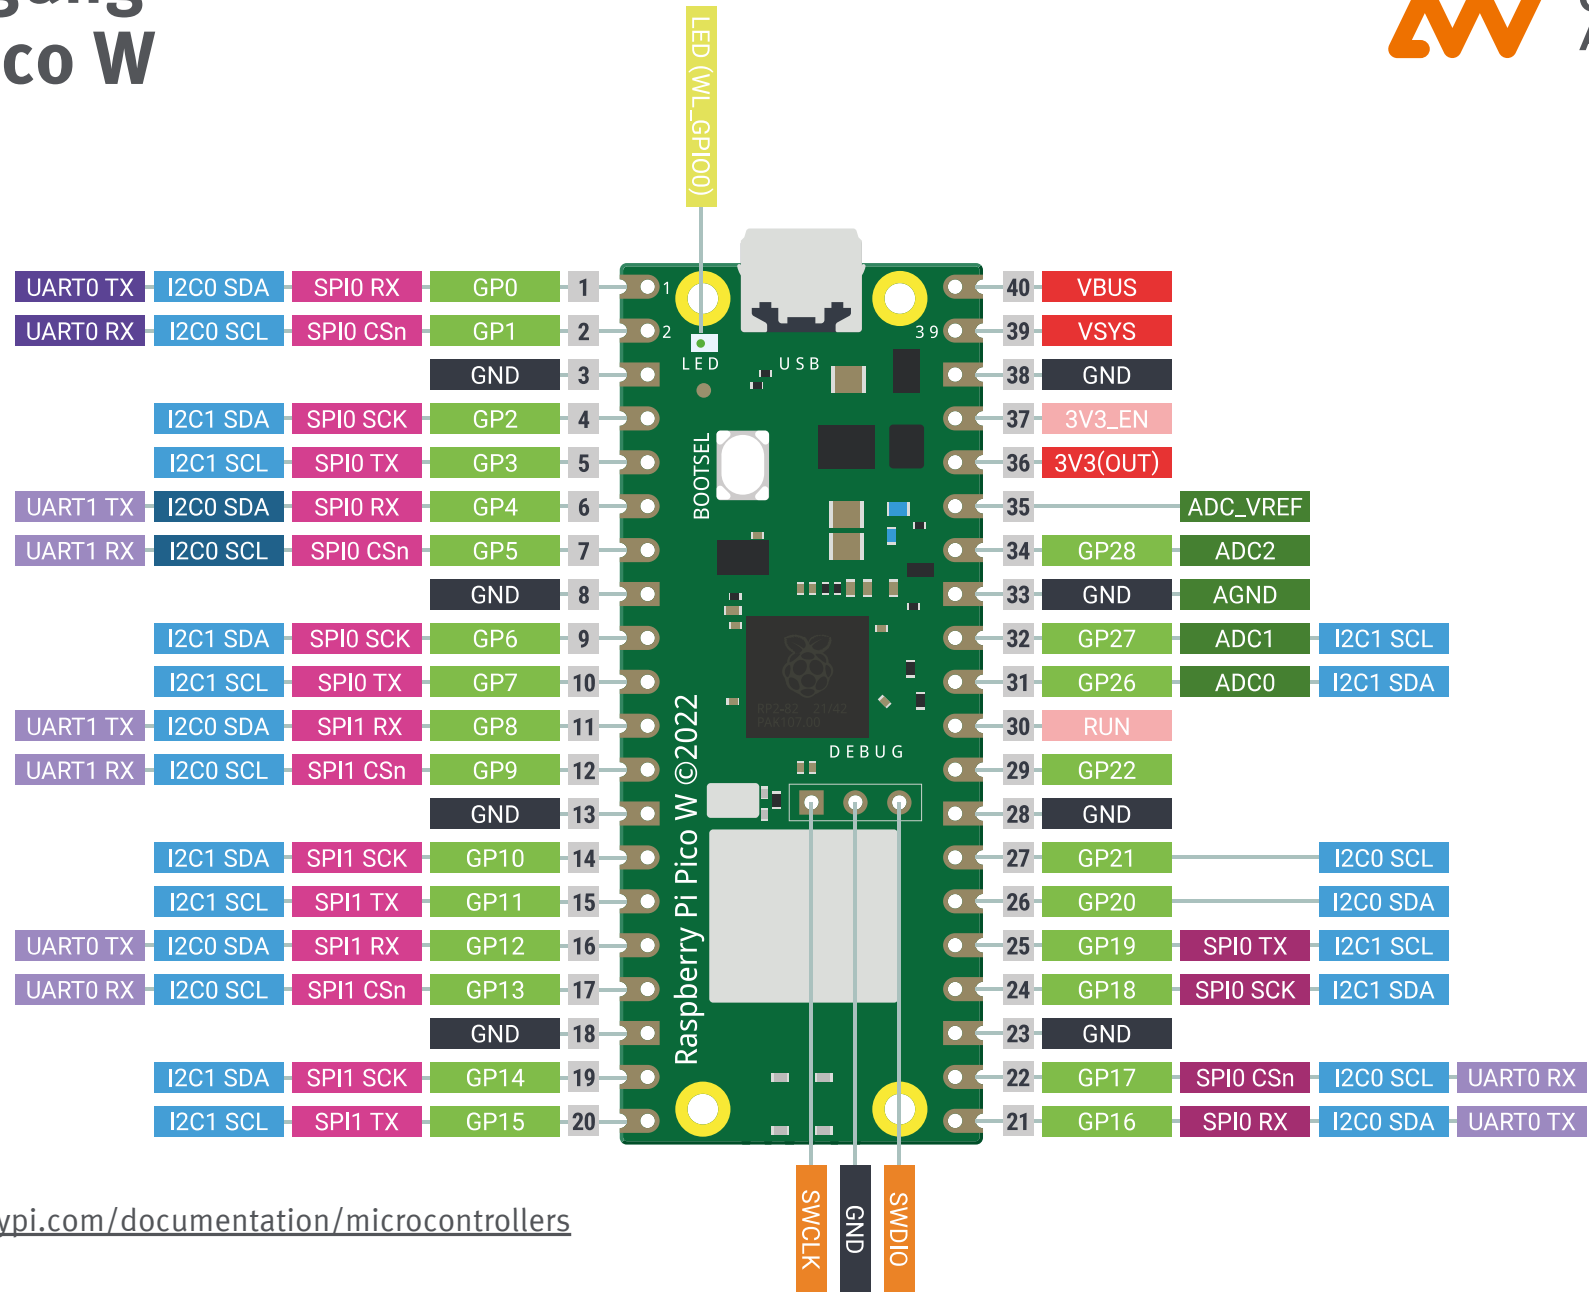 co W
LED (WL_GPIO0)
UART0 TX I2C0 SDA SPI0 RX GP0 1 1 40 VBUS
UART0 RX I2C0 SCL SPI0 CSn GP1 2 2 39 39 VSYS
LED USB
GND 3 38 GND
I2C1 SDA SPI0 SCK GP2 4 37 3V3_EN
I2C1 SCL SPI0 TX GP3 5 36 3V3(OUT)
BOOTSEL
UART1 TX I2C0 SDA SPI0 RX GP4 6 35 ADC_VREF
UART1 RX I2C0 SCL SPI0 CSn GP5 7 34 GP28 ADC2
GND 8 33 GND AGND
I2C1 SDA SPI0 SCK GP6 9 32 GP27 ADC1 I2C1 SCL
I2C1 SCL SPI0 TX GP7 10 31 GP26 ADC0 I2C1 SDA
RP2-B2 21/42
PAK107.00
UART1 TX I2C0 SDA SPI1 RX GP8 11 30 RUN
DEBUG
UART1 RX I2C0 SCL SPI1 CSn GP9 12 29 GP22
GND 13 28 GND
I2C1 SDA SPI1 SCK GP10 14 27 GP21 I2C0 SCL
Raspberry Pi Pico W ©2022
I2C1 SCL SPI1 TX GP11 15 26 GP20 I2C0 SDA
UART0 TX I2C0 SDA SPI1 RX GP12 16 25 GP19 SPI0 TX I2C1 SCL
UART0 RX I2C0 SCL SPI1 CSn GP13 17 24 GP18 SPI0 SCK I2C1 SDA
GND 18 23 GND
I2C1 SDA SPI1 SCK GP14 19 22 GP17 SPI0 CSn I2C0 SCL UART0 RX
I2C1 SCL SPI1 TX GP15 20 21 GP16 SPI0 RX I2C0 SDA UART0 TX
SWCLK GND SWDIO
ypi.com/documentation/microcontrollers